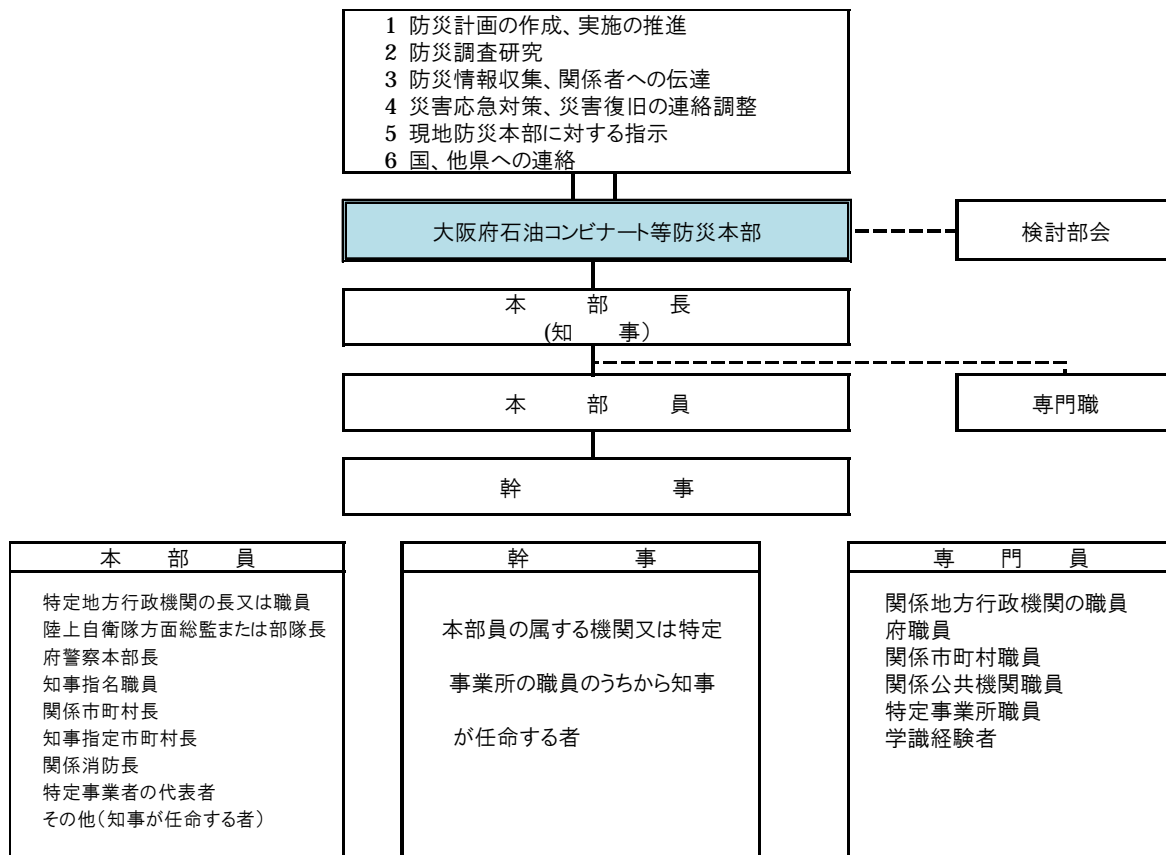 1 防災計画の作成、実施の推進
2 防災調査研究
3 防災情報収集、関係者への伝達
4 災害応急対策、災害復旧の連絡調整
5 現地防災本部に対する指示
6 国、他県への連絡
大阪府石油コンビナート等防災本部
検討部会
本 部 長
(知 事)
本 部 員
専門職
幹 事
本 部 員
特定地方行政機関の長又は職員
陸上自衛隊方面総監または部隊長
府警察本部長
知事指名職員
関係市町村長
知事指定市町村長
関係消防長
特定事業者の代表者
その他(知事が任命する者)
幹 事
本部員の属する機関又は特定
事業所の職員のうちから知事
が任命する者
専 門 員
関係地方行政機関の職員
府職員
関係市町村職員
関係公共機関職員
特定事業所職員
学識経験者